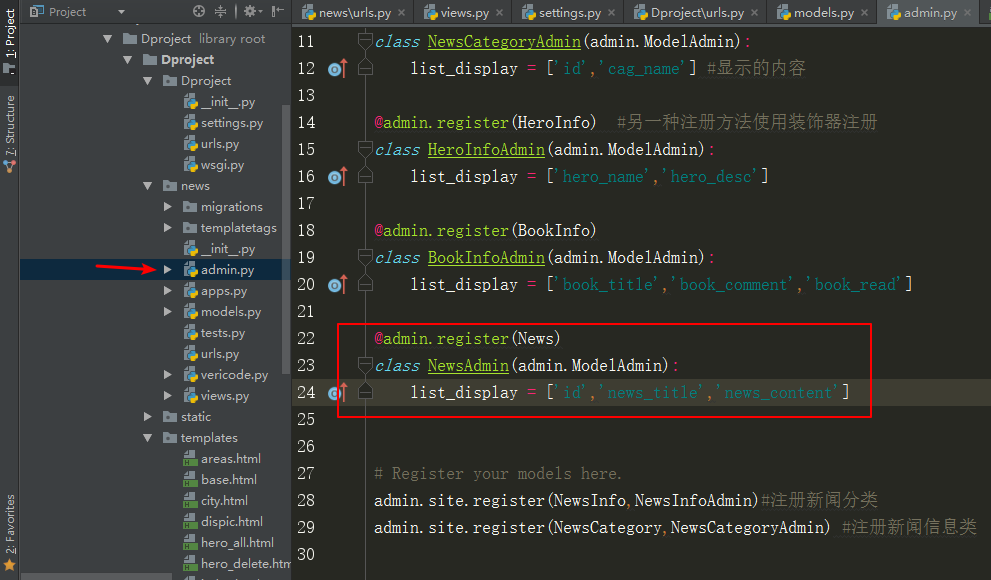 Project
news\urls.py
views.py
settings.py
Dproject\urls.py
models.py
admin.py
1: Project
7: Structure
2: Favorites
Dproject library root
Dproject
Dproject
__init__.py
settings.py
urls.py
wsgi.py
news
migrations
templatetags
__init__.py
admin.py
apps.py
models.py
tests.py
urls.py
vericode.py
views.py
static
templates
areas.html
base.html
city.html
dispic.html
hero_all.html
hero_delete.htm
11 class NewsCategoryAdmin(admin.ModelAdmin):
12 list_display = ['id','cag_name'] #显示的内容
13
14 @admin.register(HeroInfo) #另一种注册方法使用装饰器注册
15 class HeroInfoAdmin(admin.ModelAdmin):
16 list_display = ['hero_name','hero_desc']
17
18 @admin.register(BookInfo)
19 class BookInfoAdmin(admin.ModelAdmin):
20 list_display = ['book_title','book_comment','book_read']
21
22 @admin.register(News)
23 class NewsAdmin(admin.ModelAdmin):
24 list_display = ['id','news_title','news_content']
25
26
27 # Register your models here.
28 admin.site.register(NewsInfo,NewsInfoAdmin)#注册新闻分类
29 admin.site.register(NewsCategory,NewsCategoryAdmin) #注册新闻信息类
30